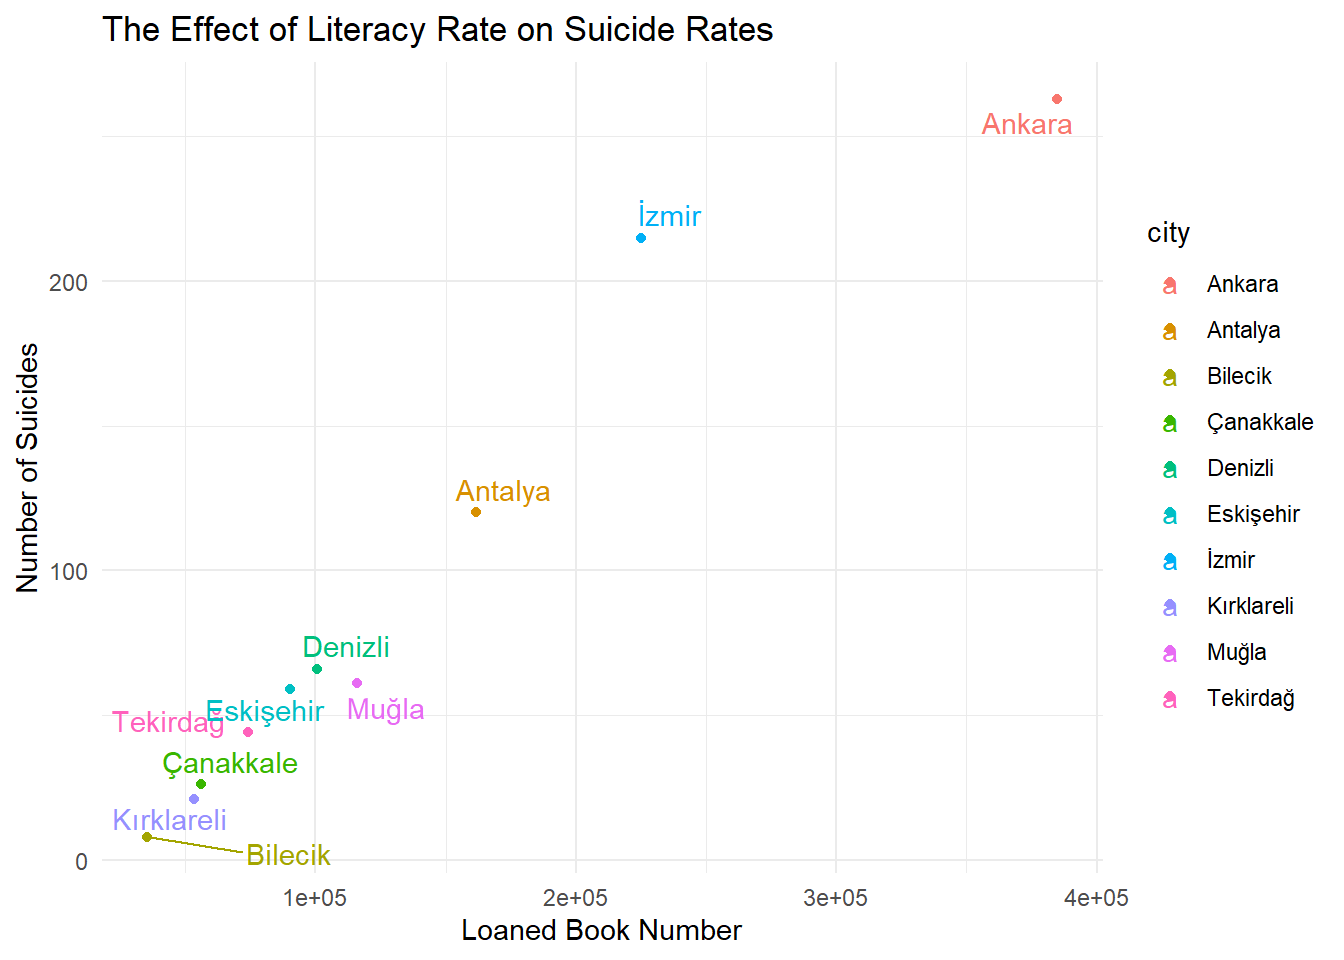 The Effect of Literacy Rate on Suicide Rates
Ankara
İzmir
Antalya
Denizli
Eskişehir
Muğla
Tekirdağ
Çanakkale
Kırklareli
Bilecik
200
100
0
Number of Suicides
1e+05 2e+05 3e+05 4e+05
Loaned Book Number
city
a Ankara
a Antalya
a Bilecik
a Çanakkale
a Denizli
a Eskişehir
a İzmir
a Kırklareli
a Muğla
a Tekirdağ